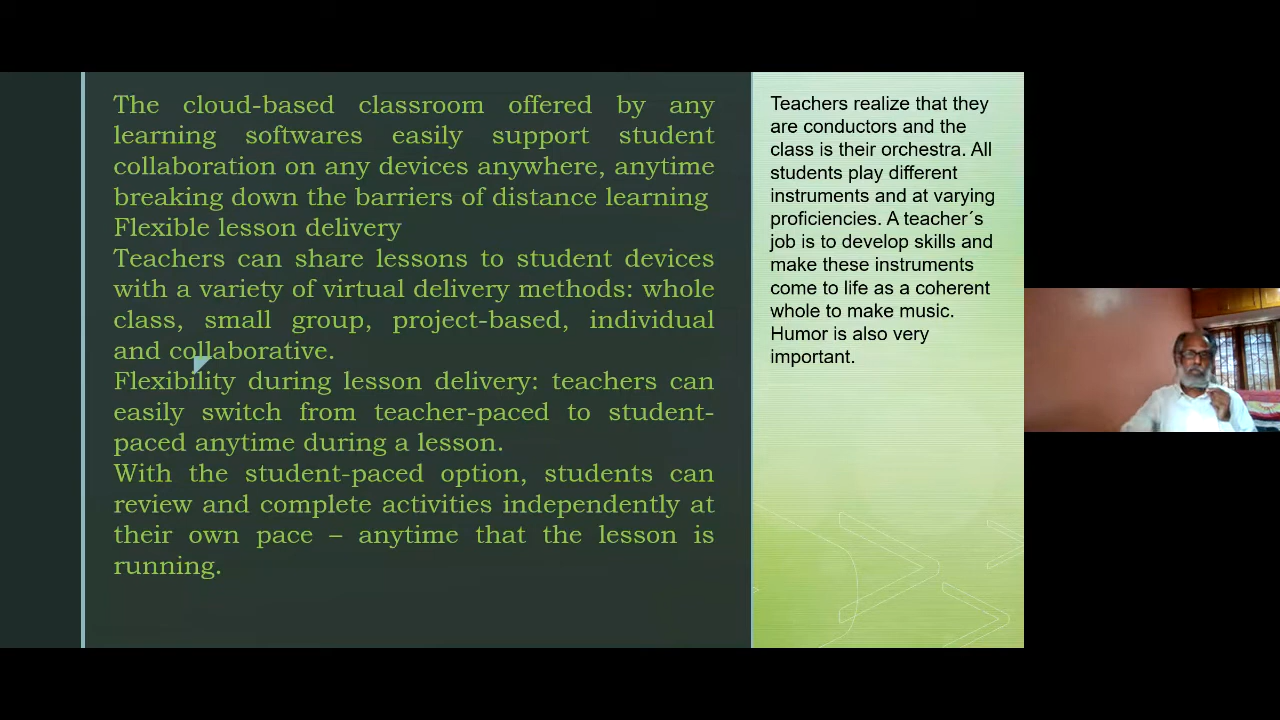 The cloud-based classroom offered by any
learning softwares easily support student
collaboration on any devices anywhere, anytime
breaking down the barriers of distance learning
Flexible lesson delivery
Teachers can share lessons to student devices
with a variety of virtual delivery methods: whole
class, small group, project-based, individual
and collaborative.
Flexibility during lesson delivery: teachers can
easily switch from teacher-paced to student-
paced anytime during a lesson.
With the student-paced option, students can
review and complete activities independently at
their own pace – anytime that the lesson is
running.
Teachers realize that they
are conductors and the
class is their orchestra. All
students play different
instruments and at varying
proficiencies. A teacher´s
job is to develop skills and
make these instruments
come to life as a coherent
whole to make music.
Humor is also very
important.